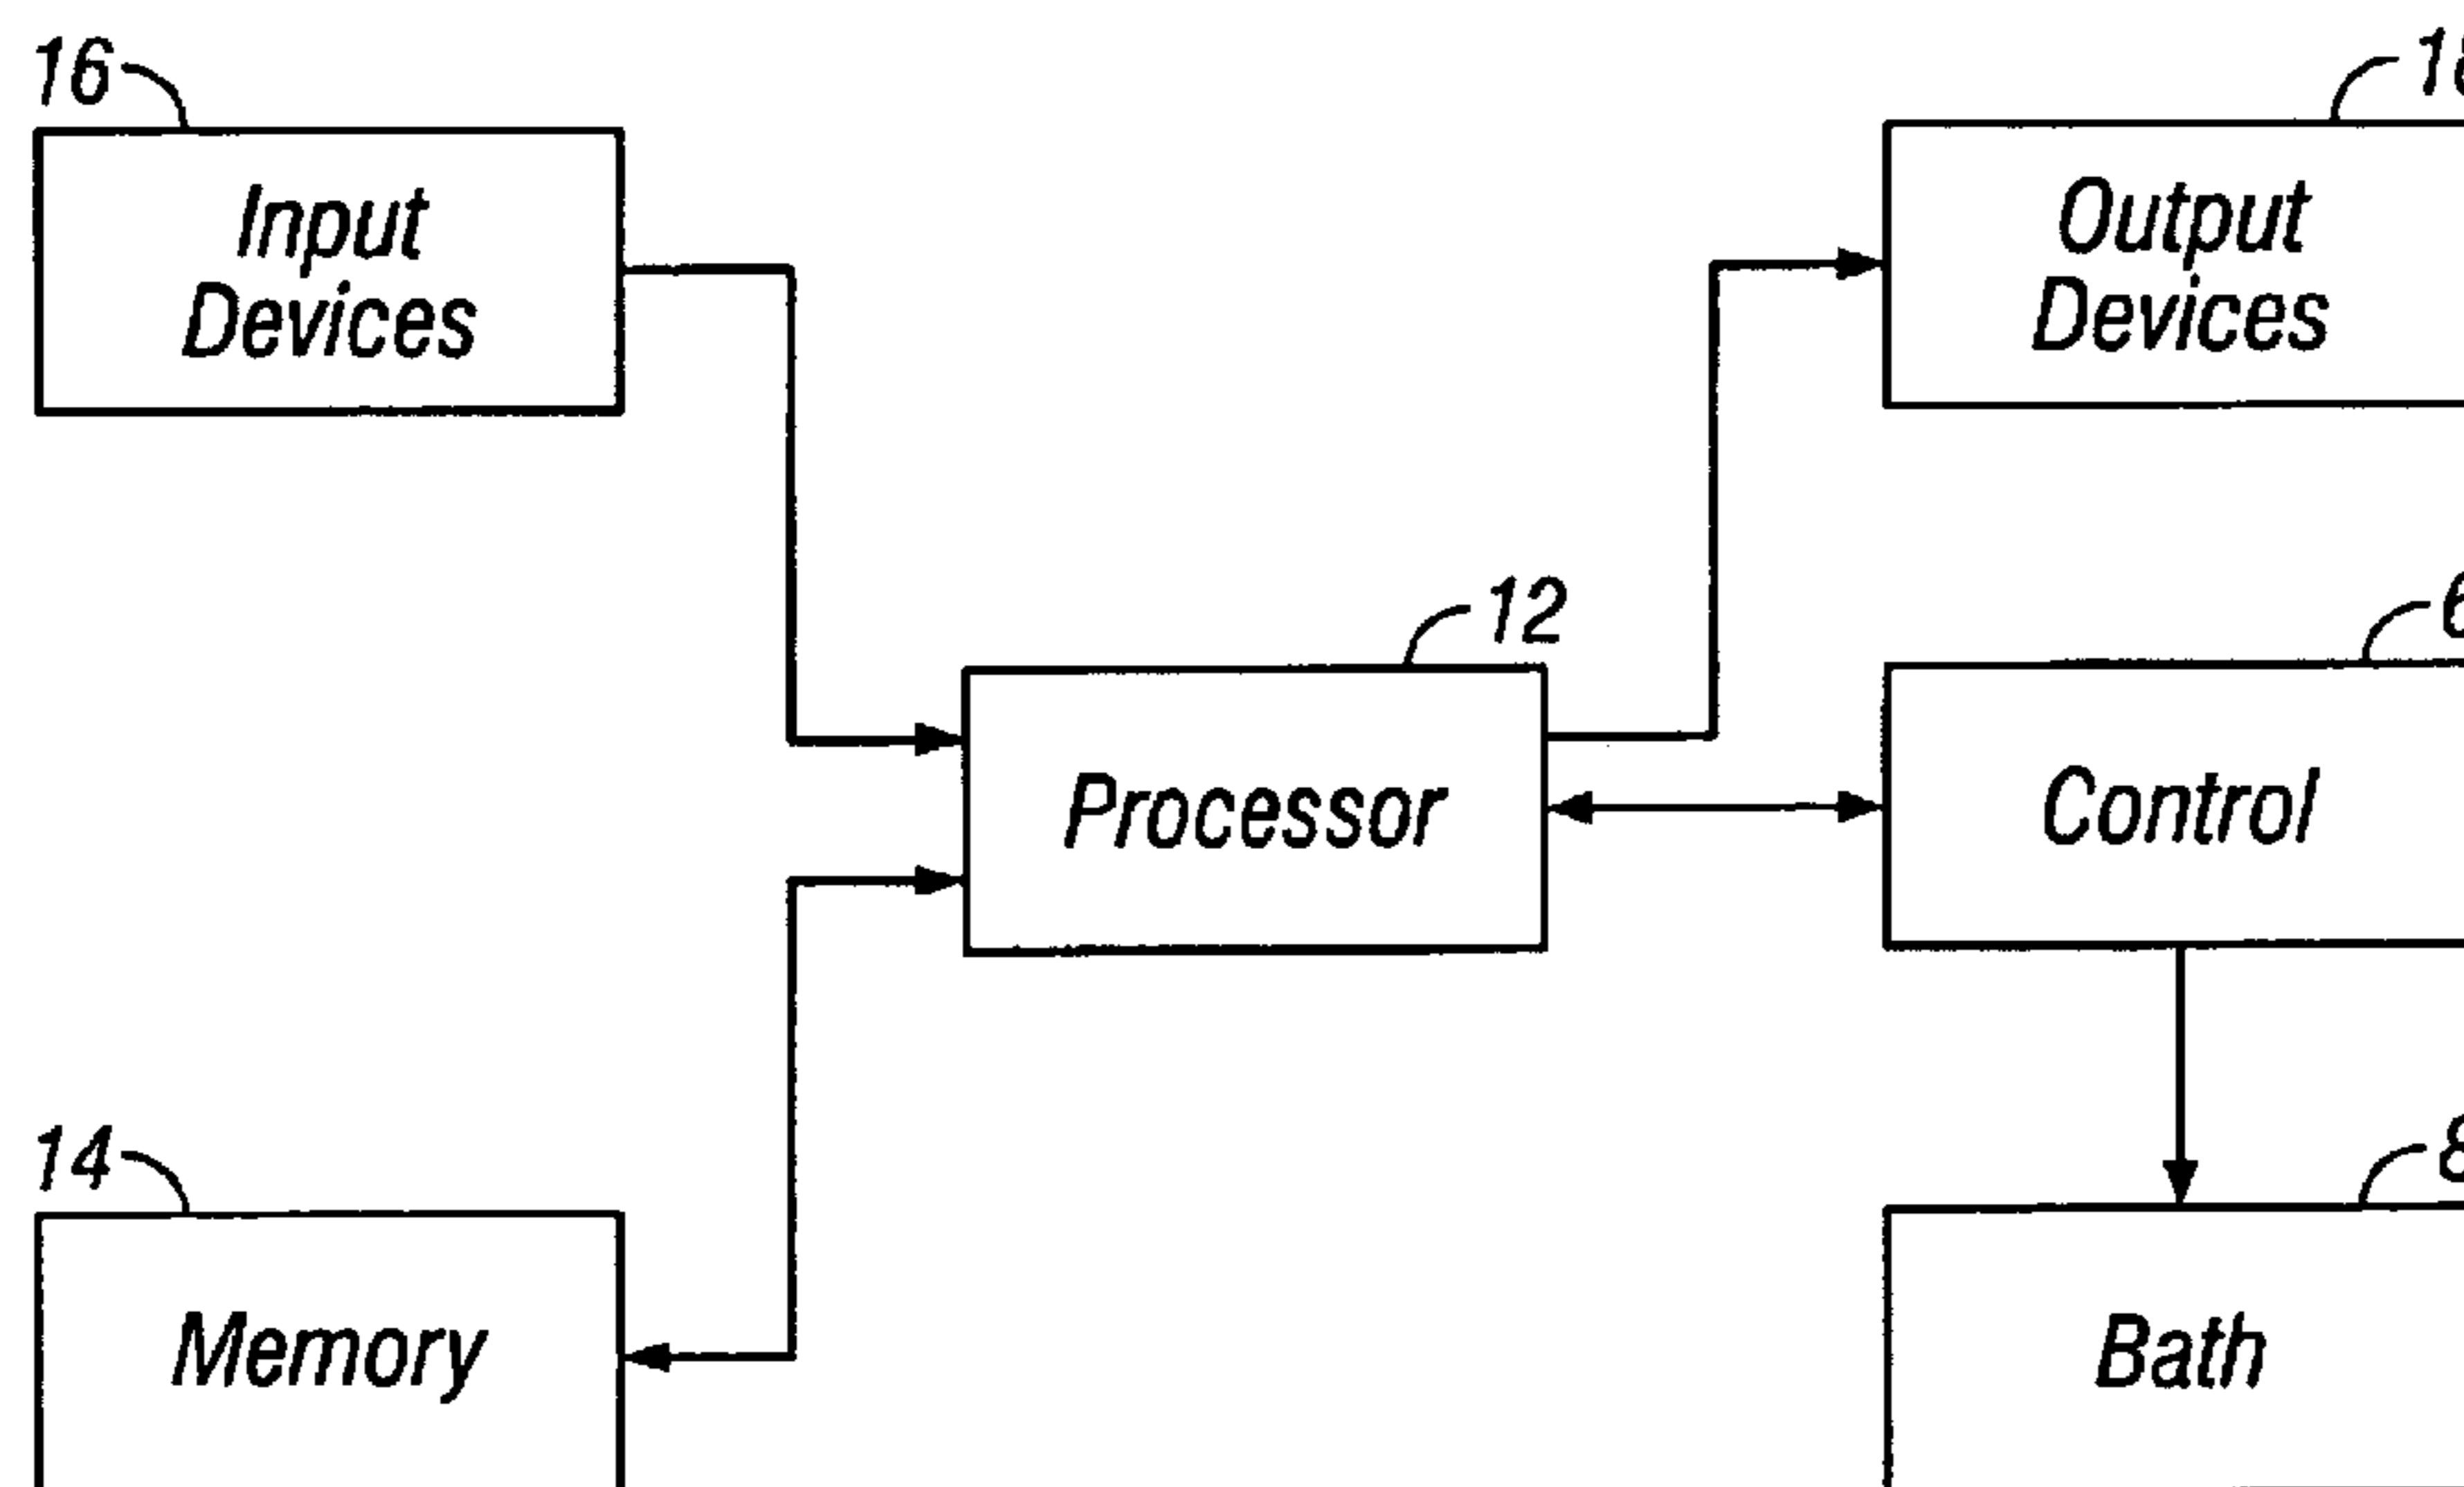 16
Input
Devices
Output
Devices
12
Processor
Control
14
Memory
Bath